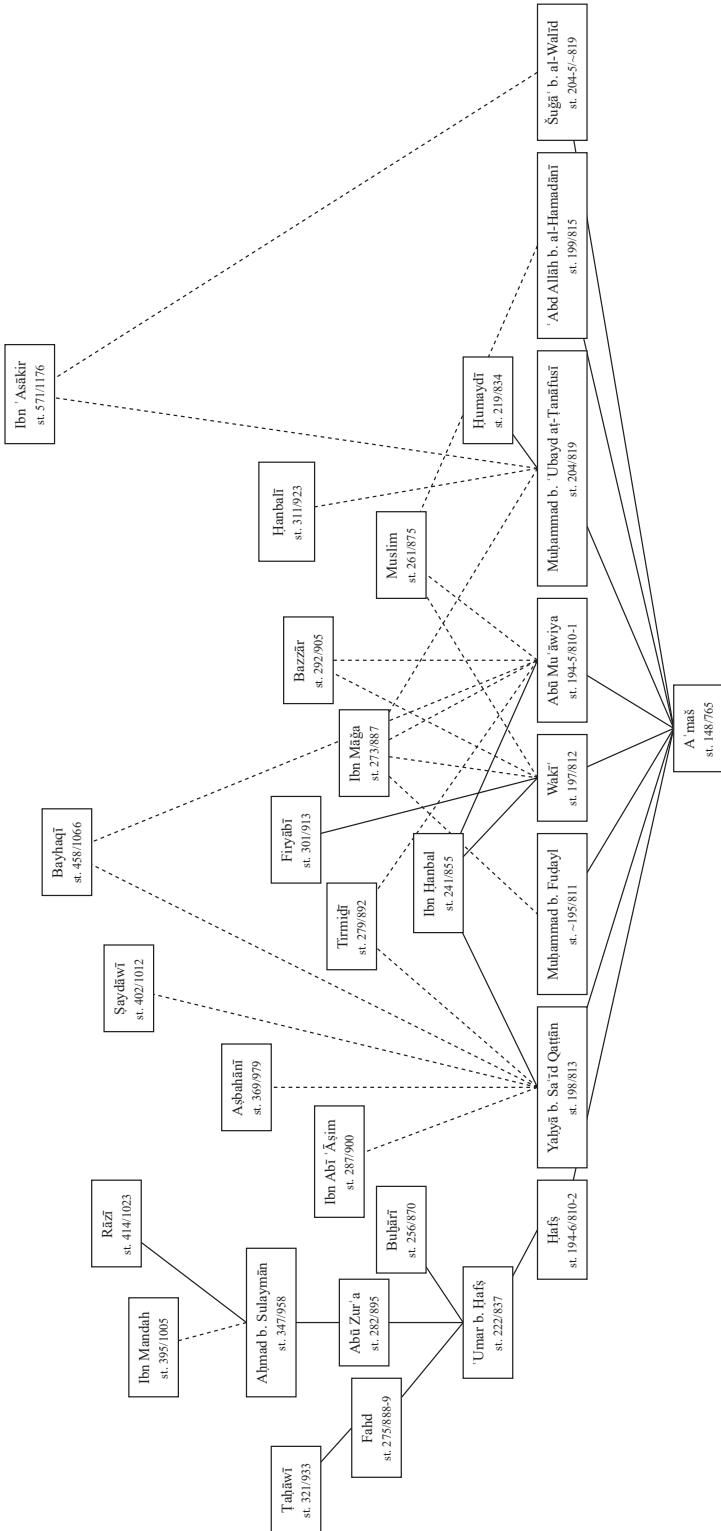 Ibn ʿAsākir
st. 571/1176
Bayhaqī
st. 458/1066
Ṣaydāwī
st. 402/1012
Rāzī
st. 414/1023
Ibn Mandah
st. 395/1005
Aṣbahānī
st. 369/979
Aḥmad b. Sulaymān
st. 347/958
Ṭaḥāwī
st. 321/933
Ḥanbalī
st. 311/923
Bazzār
st. 292/905
Firyābī
st. 301/913
Ibn Abī ʿĀṣim
st. 287/900
Ibn Māǧa
st. 273/887
Tirmiḏī
st. 279/892
Abū Zurʿa
st. 282/895
Fahd
st. 275/888-9
Muslim
st. 261/875
Buḫārī
st. 256/870
Ḥumaydī
st. 219/834
Ibn Ḥanbal
st. 241/855
ʿUmar b. Ḥafṣ
st. 222/837
Ḥafṣ
st. 194-6/810-2
Yaḥyā b. Saʿīd Qaṭṭān
st. 198/813
Muḥammad b. Fuḍayl
st. ~195/811
Wakīʿ
st. 197/812
Abū Muʿāwiya
st. 194-5/810-1
Muḥammad b. ʿUbayd aṭ-Ṭanāfusī
st. 204/819
ʿAbd Allāh b. al-Hamadānī
st. 199/815
Šuǧāʿ b. al-Walīd
st. 204-5/~819
Aʿmaš
st. 148/765